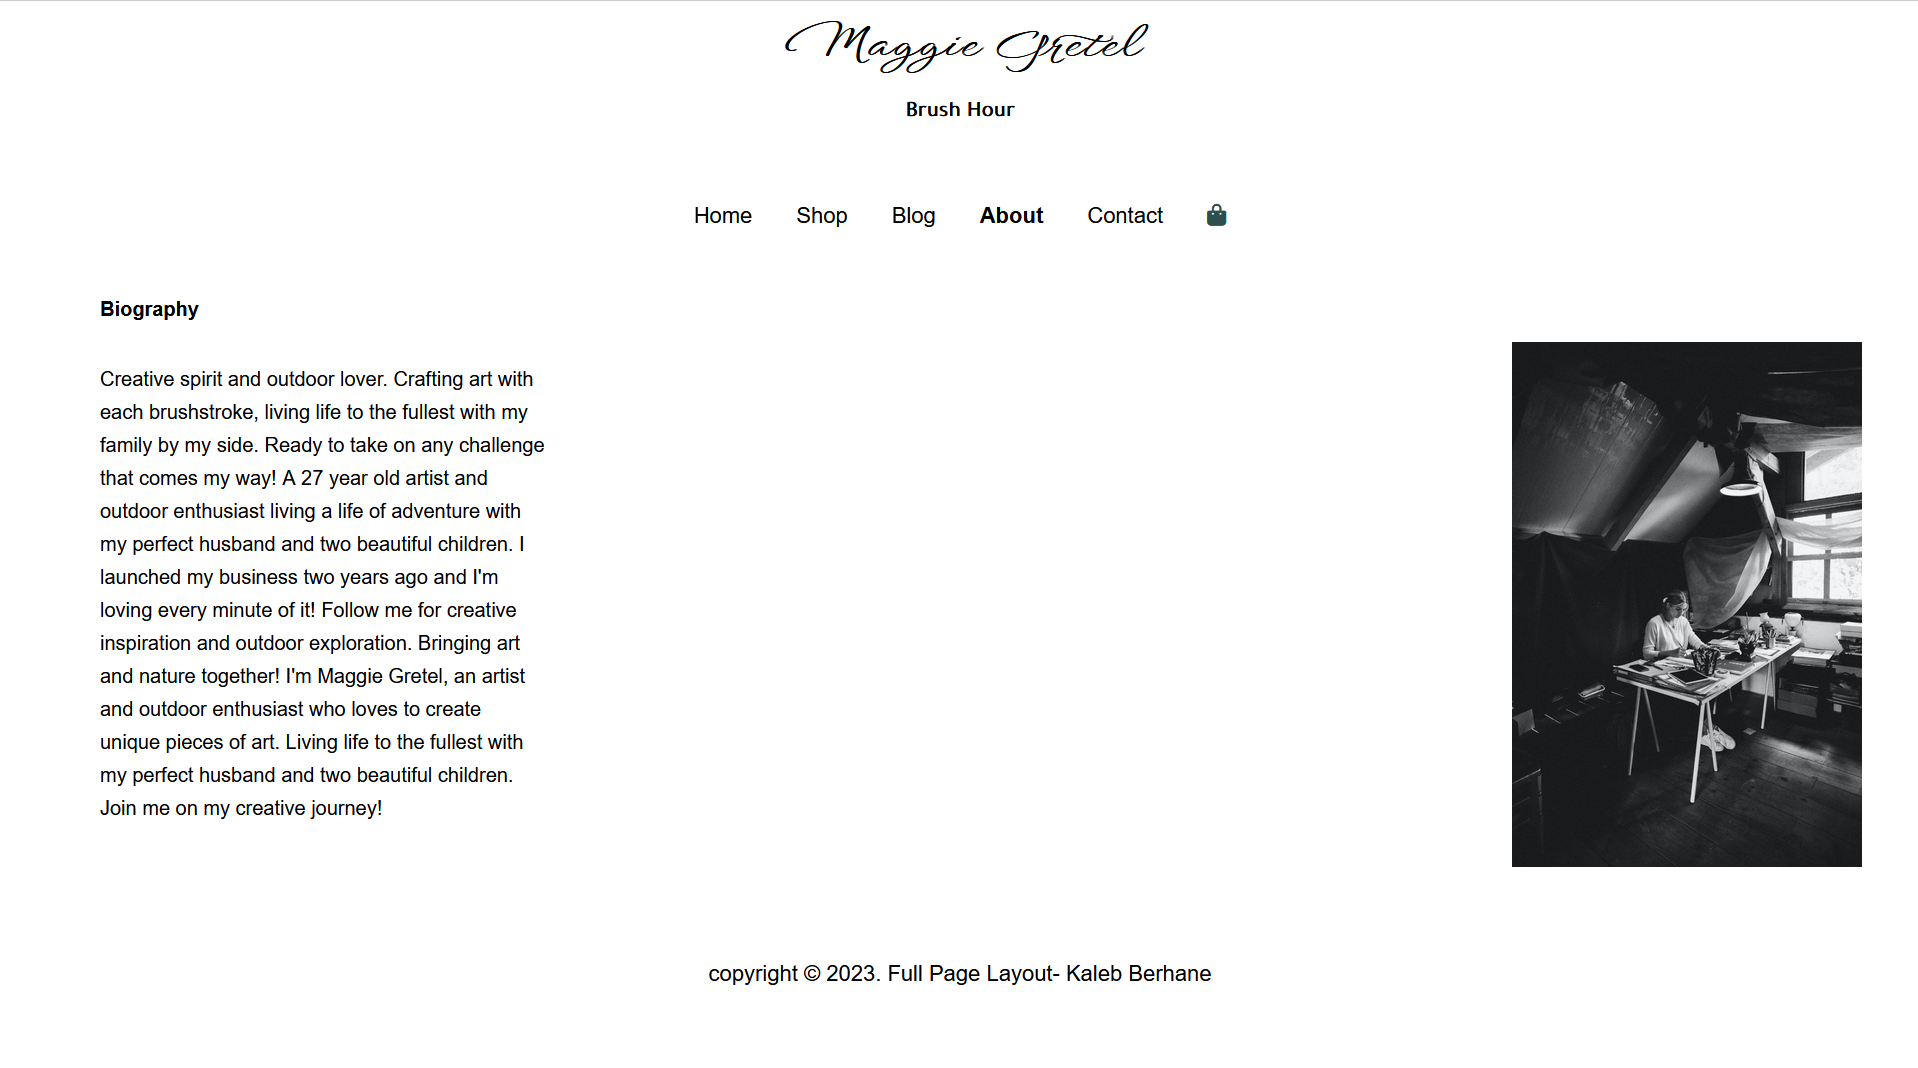 Maggie Gretel
Brush Hour
Home Shop Blog About Contact
Biography
Creative spirit and outdoor lover. Crafting art with
each brushstroke, living life to the fullest with my
family by my side. Ready to take on any challenge
that comes my way! A 27 year old artist and
outdoor enthusiast living a life of adventure with
my perfect husband and two beautiful children. I
launched my business two years ago and I'm
loving every minute of it! Follow me for creative
inspiration and outdoor exploration. Bringing art
and nature together! I'm Maggie Gretel, an artist
and outdoor enthusiast who loves to create
unique pieces of art. Living life to the fullest with
my perfect husband and two beautiful children.
Join me on my creative journey!
copyright © 2023. Full Page Layout- Kaleb Berhane